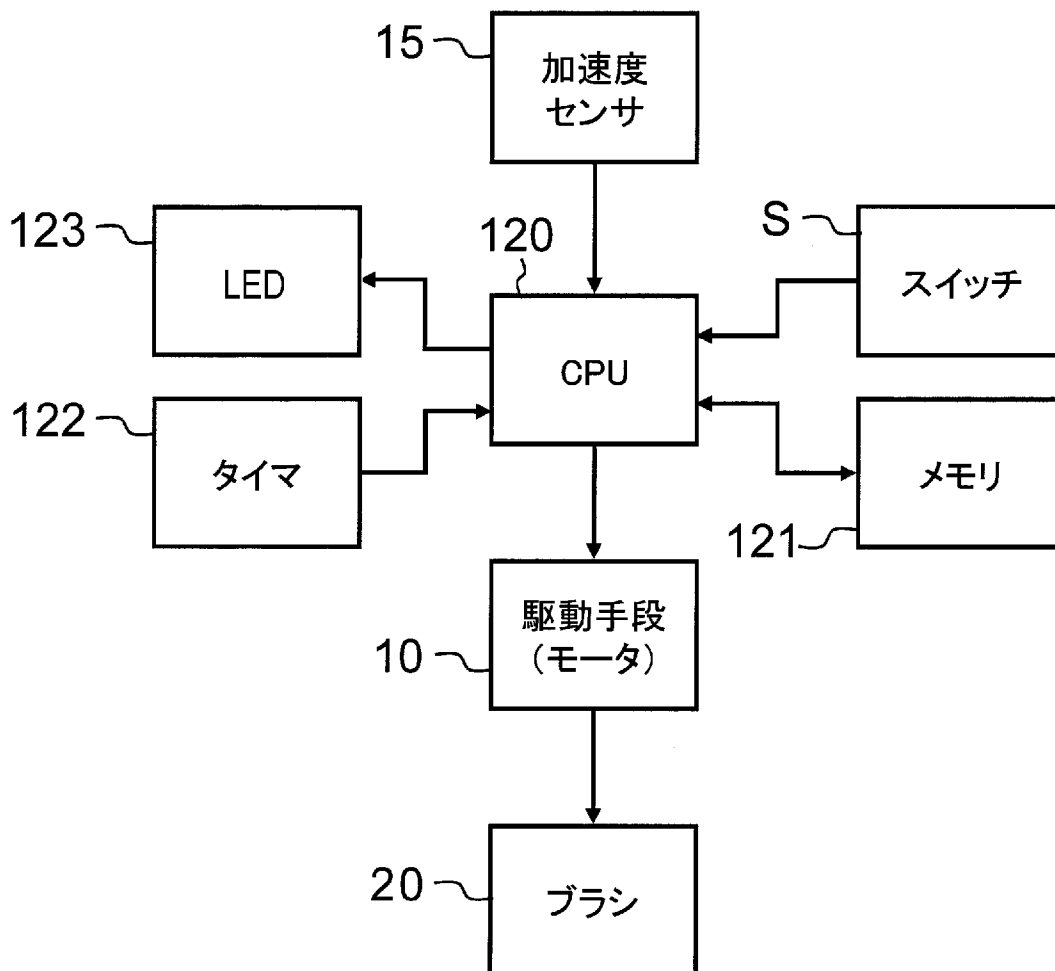 15
加速度
センサ
123
LED
120
S
スイッチ
CPU
122
タイマ
メモリ
121
駆動手段
(モータ)
10
20
ブラシ